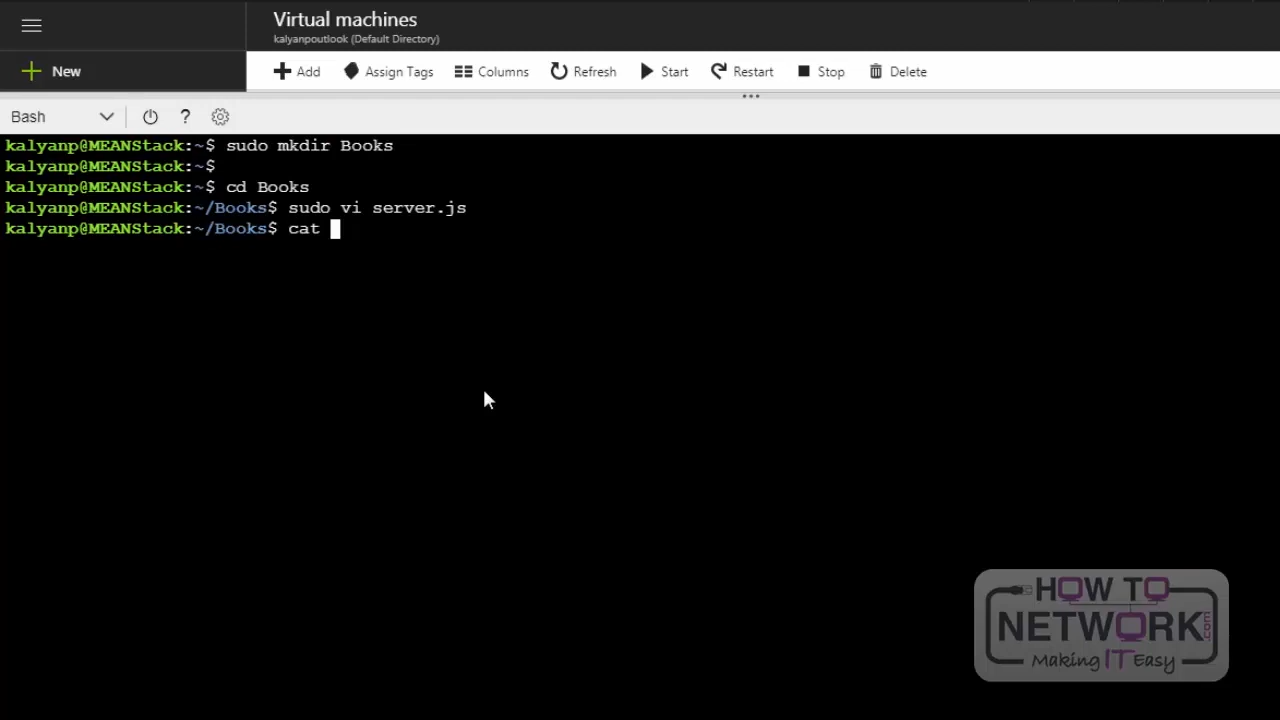 Virtual machines
kalyanpoutlook (Default Directory)
New
Add Assign Tags Columns Refresh Start Restart Stop Delete
Bash ?
kalyanp@MEANStack:~$ sudo mkdir Books
kalyanp@MEANStack:~$
kalyanp@MEANStack:~$ cd Books
kalyanp@MEANStack:~/Books$ sudo vi server.js
kalyanp@MEANStack:~/Books$ cat
HOW TO
NETWORK.com
Making IT Easy